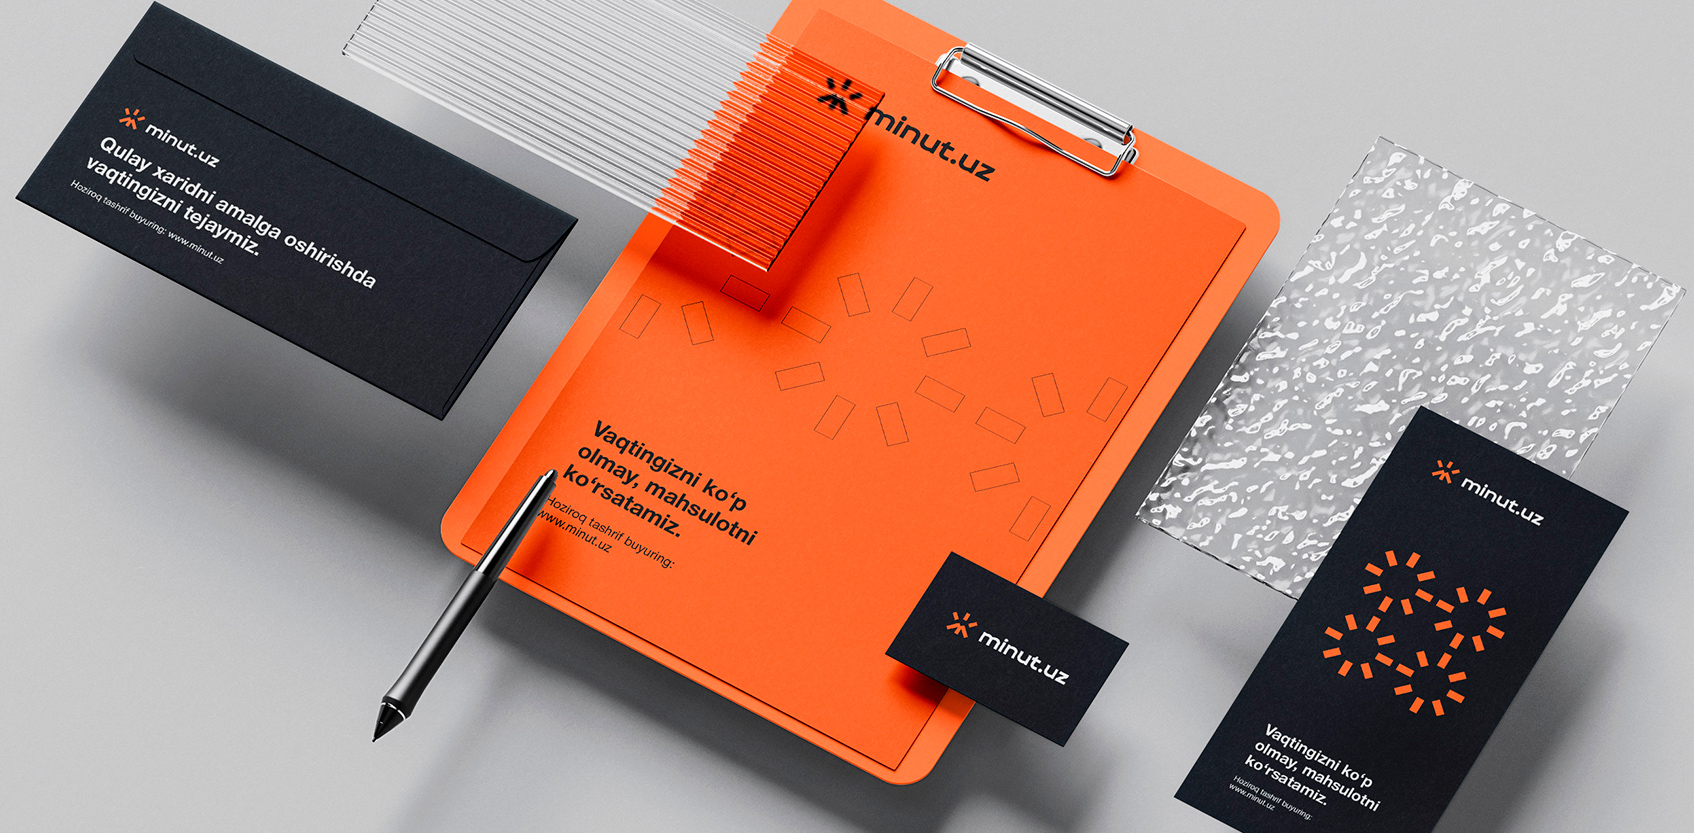 minut.uz
Qulay xaridni amalga oshirishda
vaqtingizni tejaymiz.
Hoziroq tashrif buyuring: www.minut.uz
minut.uz
Vaqtingizni ko‘p
olmay, mahsulotni
ko‘rsatamiz.
Hoziroq tashrif buyuring:
www.minut.uz
minut.uz
minut.uz
Vaqtingizni ko‘p
olmay, mahsulotni
ko‘rsatamiz.
Hoziroq tashrif buyuring:
www.minut.uz